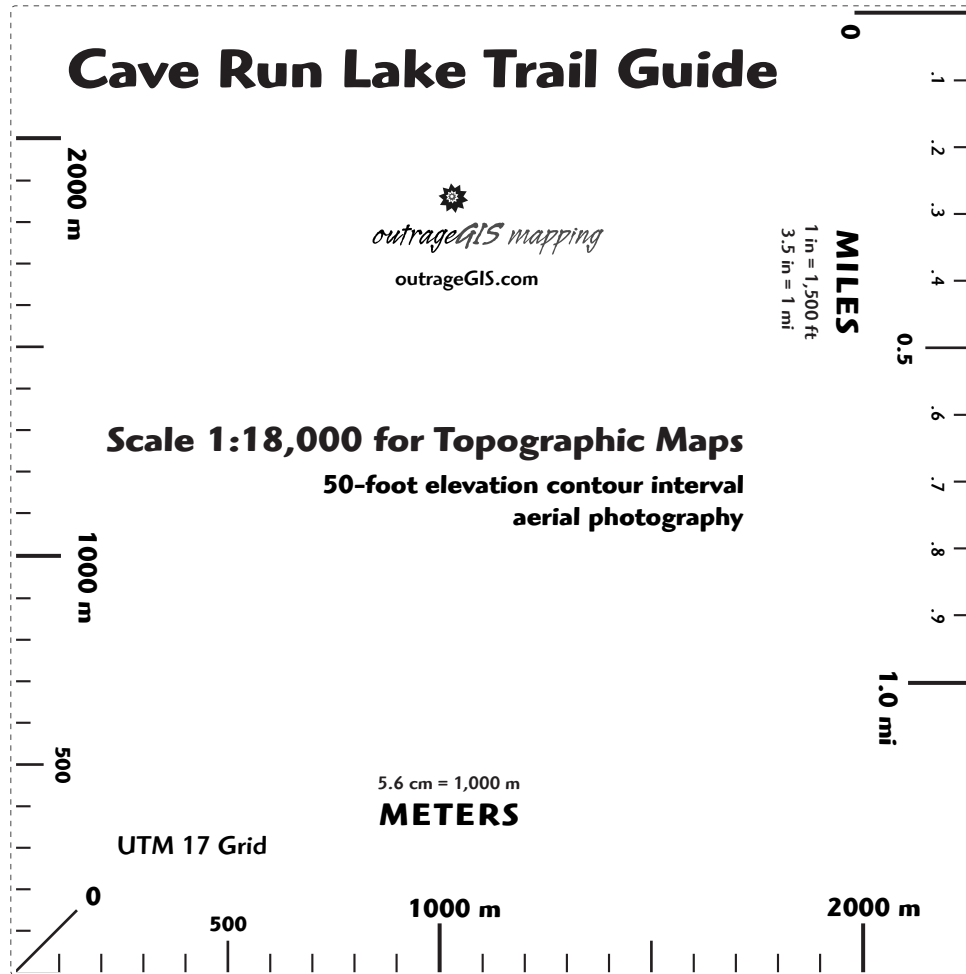 Cave Run Lake Trail Guide
outrageGIS mapping
outrageGIS.com
Scale 1:18,000 for Topographic Maps
50-foot elevation contour interval
aerial photography
0
.1
.2
.3
.4
0.5
.6
.7
.8
.9
1.0 mi
MILES
1 in = 1,500 ft
3.5 in = 1 mi
2000 m
1000 m
500
5.6 cm = 1,000 m
METERS
UTM 17 Grid
0
500
1000 m
2000 m